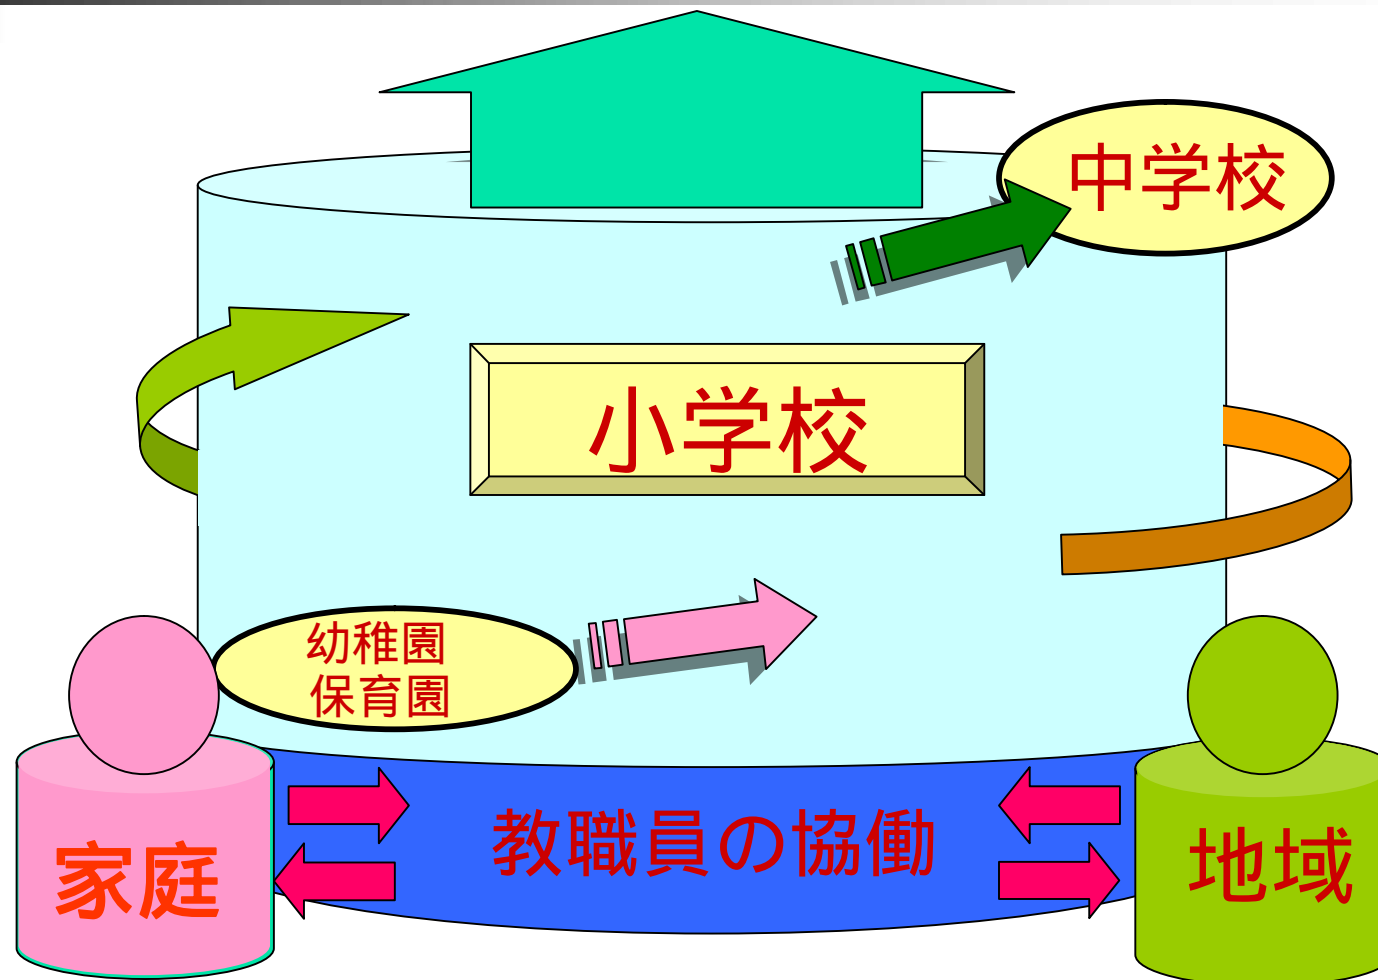 中学校
小学校
幼稚園
保育園
教職員の協働
家庭
地域